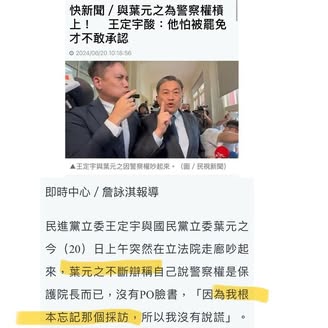 快新聞／與葉元之為警察權槓
上！　王定宇酸：他怕被罷免
才不敢承認
2024/06/20 10:18:56
▲王定宇與葉元之因警察權吵起來。（圖／民視新聞）
即時中心／詹詠淇報導
民進黨立委王定宇與國民黨立委葉元之
今（20）日上午突然在立法院走廊吵起
來，葉元之不斷辯稱自己說警察權是保
護院長而已，沒有PO臉書，「因為我根
本忘記那個採訪，所以我沒有說謊」。